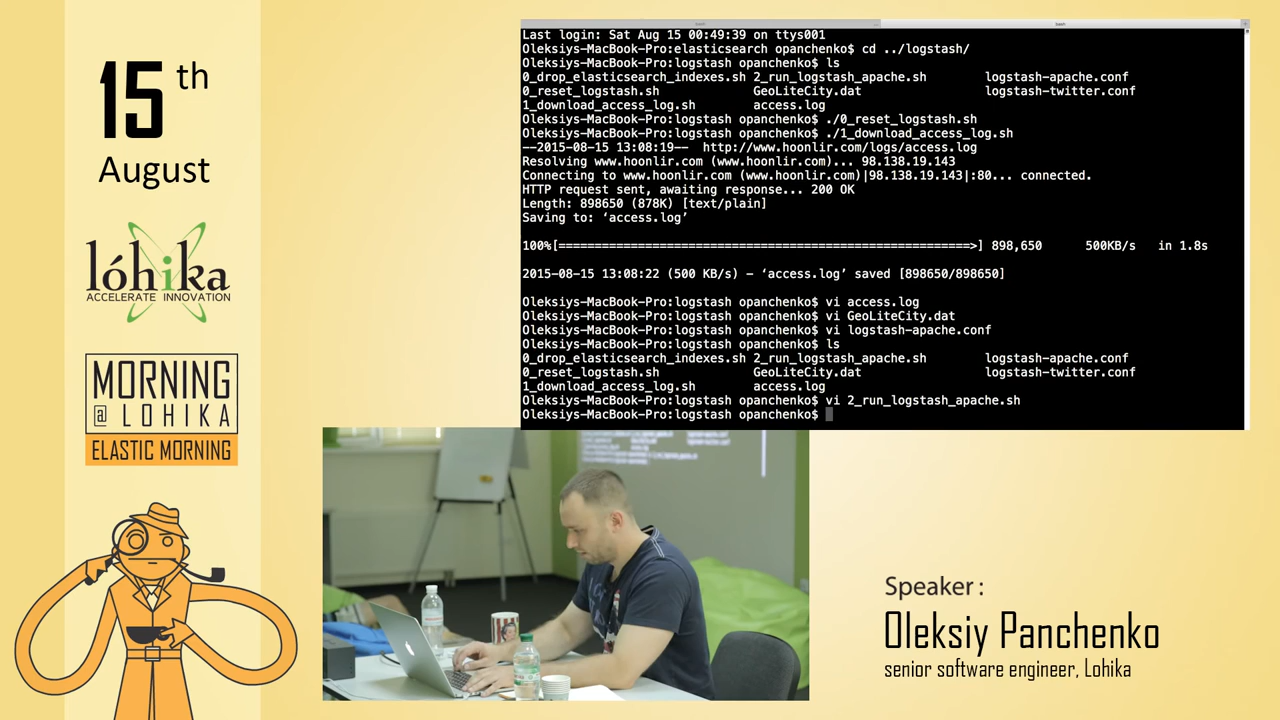 15th
August
lóhika
ACCELERATE INNOVATION
MORNING
@ LOHIKA
ELASTIC MORNING
bash
bash
Last login: Sat Aug 15 00:49:39 on ttys001
Oleksiys-MacBook-Pro:elasticsearch opanchenko$ cd ../logstash/
Oleksiys-MacBook-Pro:logstash opanchenko$ ls
0_drop_elasticsearch_indexes.sh 2_run_logstash_apache.sh logstash-apache.conf
0_reset_logstash.sh GeoLiteCity.dat logstash-twitter.conf
1_download_access_log.sh access.log
Oleksiys-MacBook-Pro:logstash opanchenko$ ./0_reset_logstash.sh
Oleksiys-MacBook-Pro:logstash opanchenko$ ./1_download_access_log.sh
--2015-08-15 13:08:19-- http://www.hoonlir.com/logs/access.log
Resolving www.hoonlir.com (www.hoonlir.com)... 98.138.19.143
Connecting to www.hoonlir.com (www.hoonlir.com)|98.138.19.143|:80... connected.
HTTP request sent, awaiting response... 200 OK
Length: 898650 (878K) [text/plain]
Saving to: ‘access.log’
100%[=========================================================>] 898,650 500KB/s in 1.8s
2015-08-15 13:08:22 (500 KB/s) - ‘access.log’ saved [898650/898650]
Oleksiys-MacBook-Pro:logstash opanchenko$ vi access.log
Oleksiys-MacBook-Pro:logstash opanchenko$ vi GeoLiteCity.dat
Oleksiys-MacBook-Pro:logstash opanchenko$ vi logstash-apache.conf
Oleksiys-MacBook-Pro:logstash opanchenko$ ls
0_drop_elasticsearch_indexes.sh 2_run_logstash_apache.sh logstash-apache.conf
0_reset_logstash.sh GeoLiteCity.dat logstash-twitter.conf
1_download_access_log.sh access.log
Oleksiys-MacBook-Pro:logstash opanchenko$ vi 2_run_logstash_apache.sh
Oleksiys-MacBook-Pro:logstash opanchenko$
Speaker :
Oleksiy Panchenko
senior software engineer, Lohika